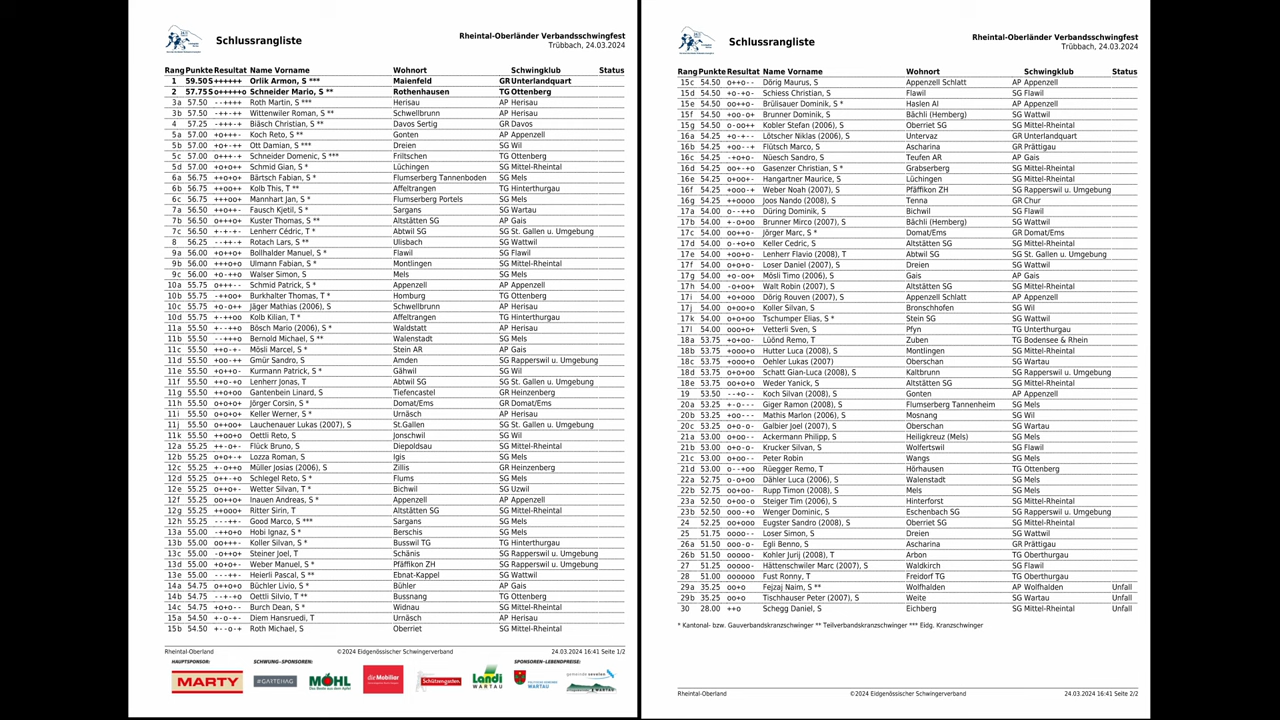 Schlussrangliste
Rheintal-Oberländer Verbandsschwingfest
Trübbach, 24.03.2024
Rang Punkte Resultat Name Vorname Wohnort Schwingklub Status
1 59.50 S++++++ Orlik Armon, S *** Maienfeld GR Unterlandquart
2 57.75 S o+++++o Schneider Mario, S ** Rothenhausen TG Ottenberg
3a 57.50 --++++ Roth Martin, S *** Herisau AP Herisau
3b 57.50 -++-++ Wittenwiler Roman, S ** Schwellbrunn AP Herisau
4 57.25 -+++-+ Biäsch Christian, S ** Davos Sertig GR Davos
5a 57.00 +o+++- Koch Reto, S ** Gonten AP Appenzell
5b 57.00 +o+-++ Ott Damian, S *** Dreien SG Wil
5c 57.00 o+++-+ Schneider Domenic, S *** Friltschen TG Ottenberg
5d 57.00 +o+o++ Schmid Gian, S * Lüchingen SG Mittel-Rheintal
6a 56.75 ++o+o+ Bärtsch Fabian, S * Flumserberg Tannenboden SG Mels
6b 56.75 ++oo++ Kolb This, T ** Affeltrangen TG Hinterthurgau
6c 56.75 +++oo+ Mannhart Jan, S * Flumserberg Portels SG Mels
7a 56.50 ++o++- Fausch Kjetil, S * Sargans SG Wartau
7b 56.50 o+++o+ Kuster Thomas, S ** Altstätten SG AP Gais
7c 56.50 +-+-+- Lenherr Cédric, T * Abtwil SG SG St. Gallen u. Umgebung
8 56.25 --++-+ Rotach Lars, S ** Ulisbach SG Wattwil
9a 56.00 +o++o+ Bollhalder Manuel, S * Flawil SG Flawil
9b 56.00 +++o+o Ulmann Fabian, S * Montlingen SG Mittel-Rheintal
9c 56.00 +o-++o Walser Simon, S Mels SG Mels
10a 55.75 o+++-- Schmid Patrick, S * Appenzell AP Appenzell
10b 55.75 -++oo+ Burkhalter Thomas, T * Homburg TG Ottenberg
10c 55.75 +o-o++ Jäger Mathias (2006), S Schwellbrunn AP Herisau
10d 55.75 +-++oo Kolb Kilian, T * Affeltrangen TG Hinterthurgau
11a 55.50 +--++o Bösch Mario (2006), S * Waldstatt AP Herisau
11b 55.50 --+++o Bernold Michael, S ** Walenstadt SG Mels
11c 55.50 ++o-+- Mösli Marcel, S * Stein AR AP Gais
11d 55.50 +oo-++ Gmür Sandro, S Amden SG Rapperswil u. Umgebung
11e 55.50 +o++o- Kurmann Patrick, S * Gähwil SG Wil
11f 55.50 ++o-+o Lenherr Jonas, T Abtwil SG SG St. Gallen u. Umgebung
11g 55.50 ++o+oo Gantenbein Linard, S Tiefencastel GR Heinzenberg
11h 55.50 o+o+o+ Jörger Corsin, S * Domat/Ems GR Domat/Ems
11i 55.50 o+o+o+ Keller Werner, S * Urnäsch AP Herisau
11j 55.50 o++oo+ Lauchenauer Lukas (2007), S St.Gallen SG St. Gallen u. Umgebung
11k 55.50 ++oo+o Oettli Reto, S Jonschwil SG Wil
12a 55.25 ++-o+- Flück Bruno, S Diepoldsau SG Mittel-Rheintal
12b 55.25 o+o+-+ Lozza Roman, S Igis SG Mels
12c 55.25 +-o++o Müller Josias (2006), S Zillis GR Heinzenberg
12d 55.25 o++-+o Schlegel Reto, S * Flums SG Mels
12e 55.25 o++o+- Wetter Silvan, T * Bichwil SG Uzwil
12f 55.25 oo++o+ Inauen Andreas, S * Appenzell AP Appenzell
12g 55.25 ++ooo+ Ritter Sirin, T Altstätten SG SG Mittel-Rheintal
12h 55.25 ---++- Good Marco, S *** Sargans SG Mels
13a 55.00 -++o+o Hobi Ignaz, S * Berschis SG Mels
13b 55.00 oo+++- Koller Silvan, S * Busswil TG TG Hinterthurgau
13c 55.00 -o++o+ Steiner Joel, T Schänis SG Rapperswil u. Umgebung
13d 55.00 +o+o+- Weber Manuel, S * Pfäffikon ZH SG Rapperswil u. Umgebung
13e 55.00 ---++- Heierli Pascal, S ** Ebnat-Kappel SG Wattwil
14a 54.75 o++o+o Büchler Livio, S * Bühler AP Gais
14b 54.75 --+-+o Oettli Silvio, T ** Bussnang TG Ottenberg
14c 54.75 +o+o-- Burch Dean, S * Widnau SG Mittel-Rheintal
15a 54.50 +-o-+- Diem Hansruedi, T Urnäsch AP Herisau
15b 54.50 +--o-+ Roth Michael, S Oberriet SG Mittel-Rheintal
Rheintal-Oberland ©2024 Eidgenössischer Schwingerverband 24.03.2024 16:41 Seite 1/2
HAUPTSPONSOR: SCHWUNG-SPONSOREN: SPONSOREN-LEBENDPREISE:
MARTY #GATTEHAG MÖHL die Mobiliar Schützengarten Landi WARTAU
Schlussrangliste
Rheintal-Oberländer Verbandsschwingfest
Trübbach, 24.03.2024
Rang Punkte Resultat Name Vorname Wohnort Schwingklub Status
15c 54.50 o++o-- Dörig Maurus, S Appenzell Schlatt AP Appenzell
15d 54.50 +o-+o- Schiess Christian, S Flawil SG Flawil
15e 54.50 oo++o- Brülisauer Dominik, S * Haslen AI AP Appenzell
15f 54.50 +oo-o+ Brunner Dominik, S Bächli (Hemberg) SG Wattwil
15g 54.50 o-oo++ Kobler Stefan (2006), S Oberriet SG SG Mittel-Rheintal
16a 54.25 +o-+-- Lötscher Niklas (2006), S Untervaz GR Unterlandquart
16b 54.25 +oo--+ Flütsch Marco, S Ascharina GR Prättigau
16c 54.25 -+o+o- Nüesch Sandro, S Teufen AR AP Gais
16d 54.25 oo+-+o Gasenzer Christian, S * Grabserberg SG Mittel-Rheintal
16e 54.25 o+oo+- Hangartner Maurice, S Lüchingen SG Mittel-Rheintal
16f 54.25 +ooo-+ Weber Noah (2007), S Pfäffikon ZH SG Rapperswil u. Umgebung
16g 54.25 ++oooo Joos Nando (2008), S Tenna GR Chur
17a 54.00 o--++o Düring Dominik, S Bichwil SG Flawil
17b 54.00 +-o+oo Brunner Mirco (2007), S Bächli (Hemberg) SG Wattwil
17c 54.00 oo++o- Jörger Marc, S * Domat/Ems GR Domat/Ems
17d 54.00 o-+o+o Keller Cedric, S Altstätten SG SG Mittel-Rheintal
17e 54.00 +oo+o- Lenherr Flavio (2008), T Abtwil SG SG St. Gallen u. Umgebung
17f 54.00 o+oo+- Loser Daniel (2007), S Dreien SG Wattwil
17g 54.00 +o-oo+ Mösli Timo (2006), S Gais AP Gais
17h 54.00 -o+oo+ Walt Robin (2007), S Altstätten SG SG Mittel-Rheintal
17i 54.00 +o+ooo Dörig Rouven (2007), S Appenzell Schlatt AP Appenzell
17j 54.00 o+oo+o Koller Silvan, S Bronschhofen SG Wil
17k 54.00 o+o+oo Tschumper Elias, S * Stein SG SG Wattwil
17l 54.00 ooo+o+ Vetterli Sven, S Pfyn TG Unterthurgau
18a 53.75 +o+oo- Lüönd Remo, T Zuben TG Bodensee & Rhein
18b 53.75 +ooo+o Hutter Luca (2008), S Montlingen SG Mittel-Rheintal
18c 53.75 +ooo+o Oehler Lukas (2007) Oberschan SG Wartau
18d 53.75 o+oo+o Schatt Gian-Luca (2008), S Kaltbrunn SG Rapperswil u. Umgebung
18e 53.75 oo+o+o Weder Yanick, S Altstätten SG SG Mittel-Rheintal
19 53.50 --+o-- Koch Silvan (2008), S Gonten AP Appenzell
20a 53.25 +-o--- Giger Ramon (2008), S Flumserberg Tannenheim SG Mels
20b 53.25 +oo--- Mathis Marlon (2006), S Mosnang SG Wil
20c 53.25 o+oo-- Galbier Joel (2007), S Oberschan SG Wartau
21a 53.00 o+oo-- Ackermann Philipp, S Heiligkreuz (Mels) SG Mels
21b 53.00 o+oo-o Krucker Silvan, S Wolfertswil SG Flawil
21c 53.00 o+oo-- Peter Robin Wangs SG Mels
21d 53.00 o--+oo Rüegger Remo, T Hörhausen TG Ottenberg
22a 52.75 o-o+oo Dähler Luca (2006), S Walenstadt SG Mels
22b 52.75 oo+oo- Rupp Timon (2008), S Mels SG Mels
23a 52.50 o+oo-o Steiger Tim (2006), S Hinterforst SG Mittel-Rheintal
23b 52.50 ooo-+o Wenger Dominic, S Eschenbach SG SG Rapperswil u. Umgebung
24 52.25 oo+ooo Eugster Sandro (2008), S Oberriet SG SG Mittel-Rheintal
25 51.75 oooo-- Loser Simon, S Dreien SG Wattwil
26a 51.50 ooo-o- Egli Benno, S Ascharina GR Prättigau
26b 51.50 ooooo- Kohler Jurij (2008), T Arbon TG Oberthurgau
27 51.25 ooooo- Hättenschwiler Marc (2007), S Waldkirch SG Flawil
28 51.00 oooooo Fust Ronny, T Freidorf TG TG Oberthurgau
29a 35.25 oo+o Fejzaj Naim, S ** Wolfhalden AP Wolfhalden Unfall
29b 35.25 oo+o Tischhauser Peter (2007), S Weite SG Wartau Unfall
30 28.00 ++o Schegg Daniel, S Eichberg SG Mittel-Rheintal Unfall
* Kantonal- bzw. Gauverbandskranzschwinger ** Teilverbandskranzschwinger *** Eidg. Kranzschwinger
Rheintal-Oberland ©2024 Eidgenössischer Schwingerverband 24.03.2024 16:41 Seite 2/2